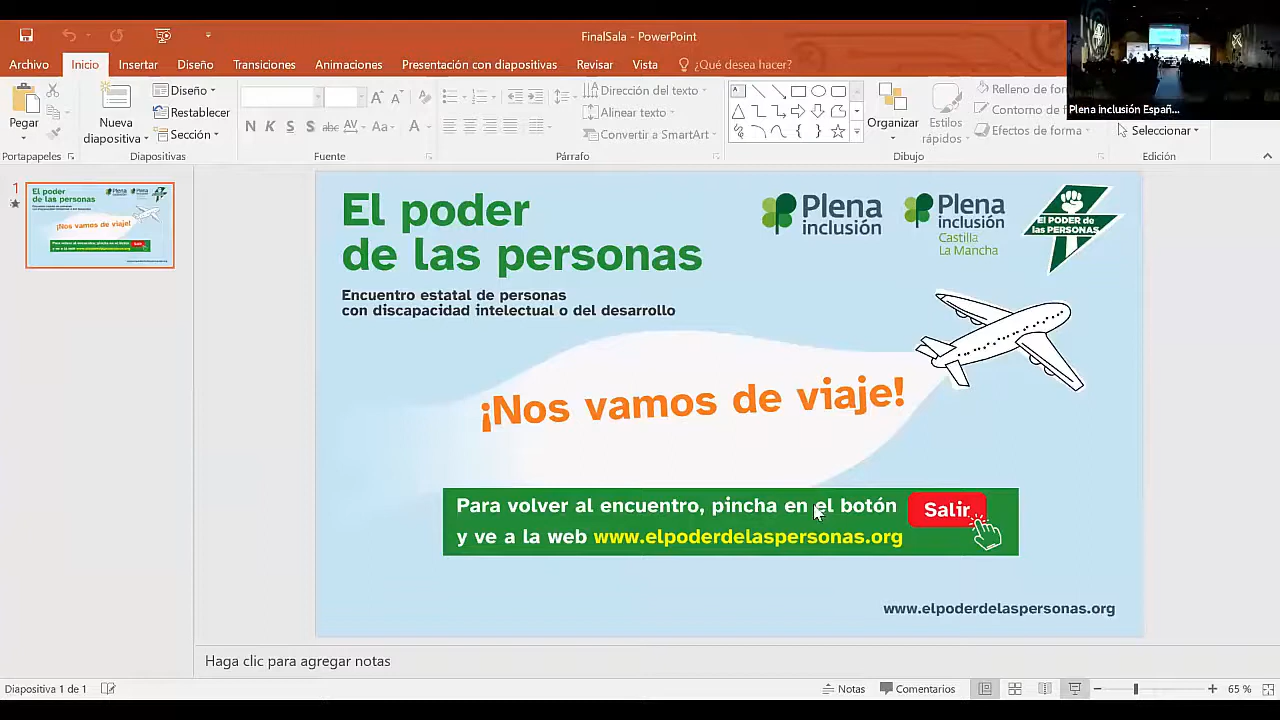 FinalSala - PowerPoint
Archivo Inicio Insertar Diseño Transiciones Animaciones Presentación con diapositivas Revisar Vista ¿Qué desea hacer?
Plena inclusión Españ...
Pegar
Nueva diapositiva
Diseño
Restablecer
Sección
N K S S abc AV Aa A
Dirección del texto
Alinear texto
Convertir a SmartArt
Organizar
Estilos rápidos
Relleno de for
Contorno de
Efectos de forma
Seleccionar
Portapapeles Diapositivas Fuente Párrafo Dibujo Edición
1
El poder
de las personas
Plena
inclusión
Plena
inclusión
Castilla
La Mancha
El PODER de
las PERSONAS
Encuentro estatal de personas
con discapacidad intelectual o del desarrollo
¡Nos vamos de viaje!
Para volver al encuentro, pincha en el botón Salir
y ve a la web www.elpoderdelaspersonas.org
www.elpoderdelaspersonas.org
Haga clic para agregar notas
Diapositiva 1 de 1 Notas Comentarios 65 %